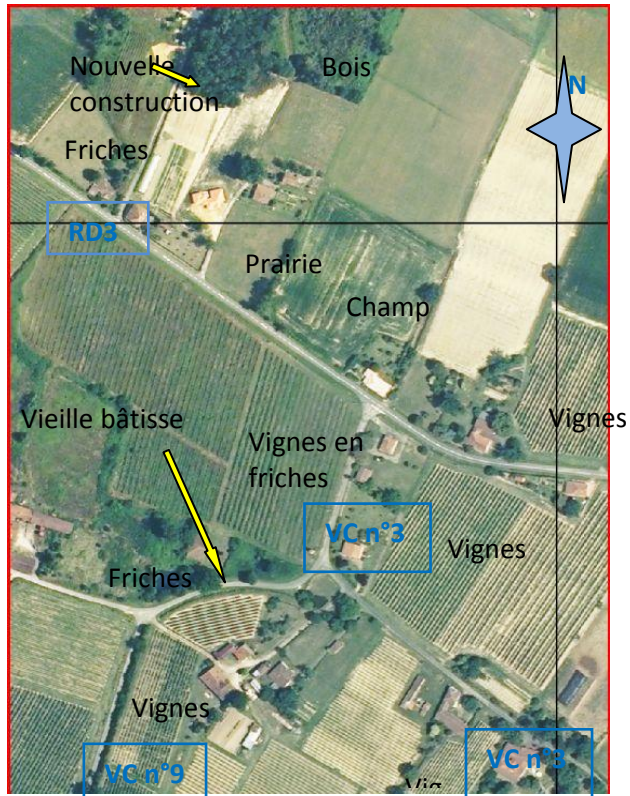 Nouvelle
construction
Bois
N
Friches
RD3
Prairie
Champ
Vieille bâtisse
Vignes
Vignes en
friches
VC n°3
Vignes
Friches
Vignes
VC n°9
VC n°3
Vig